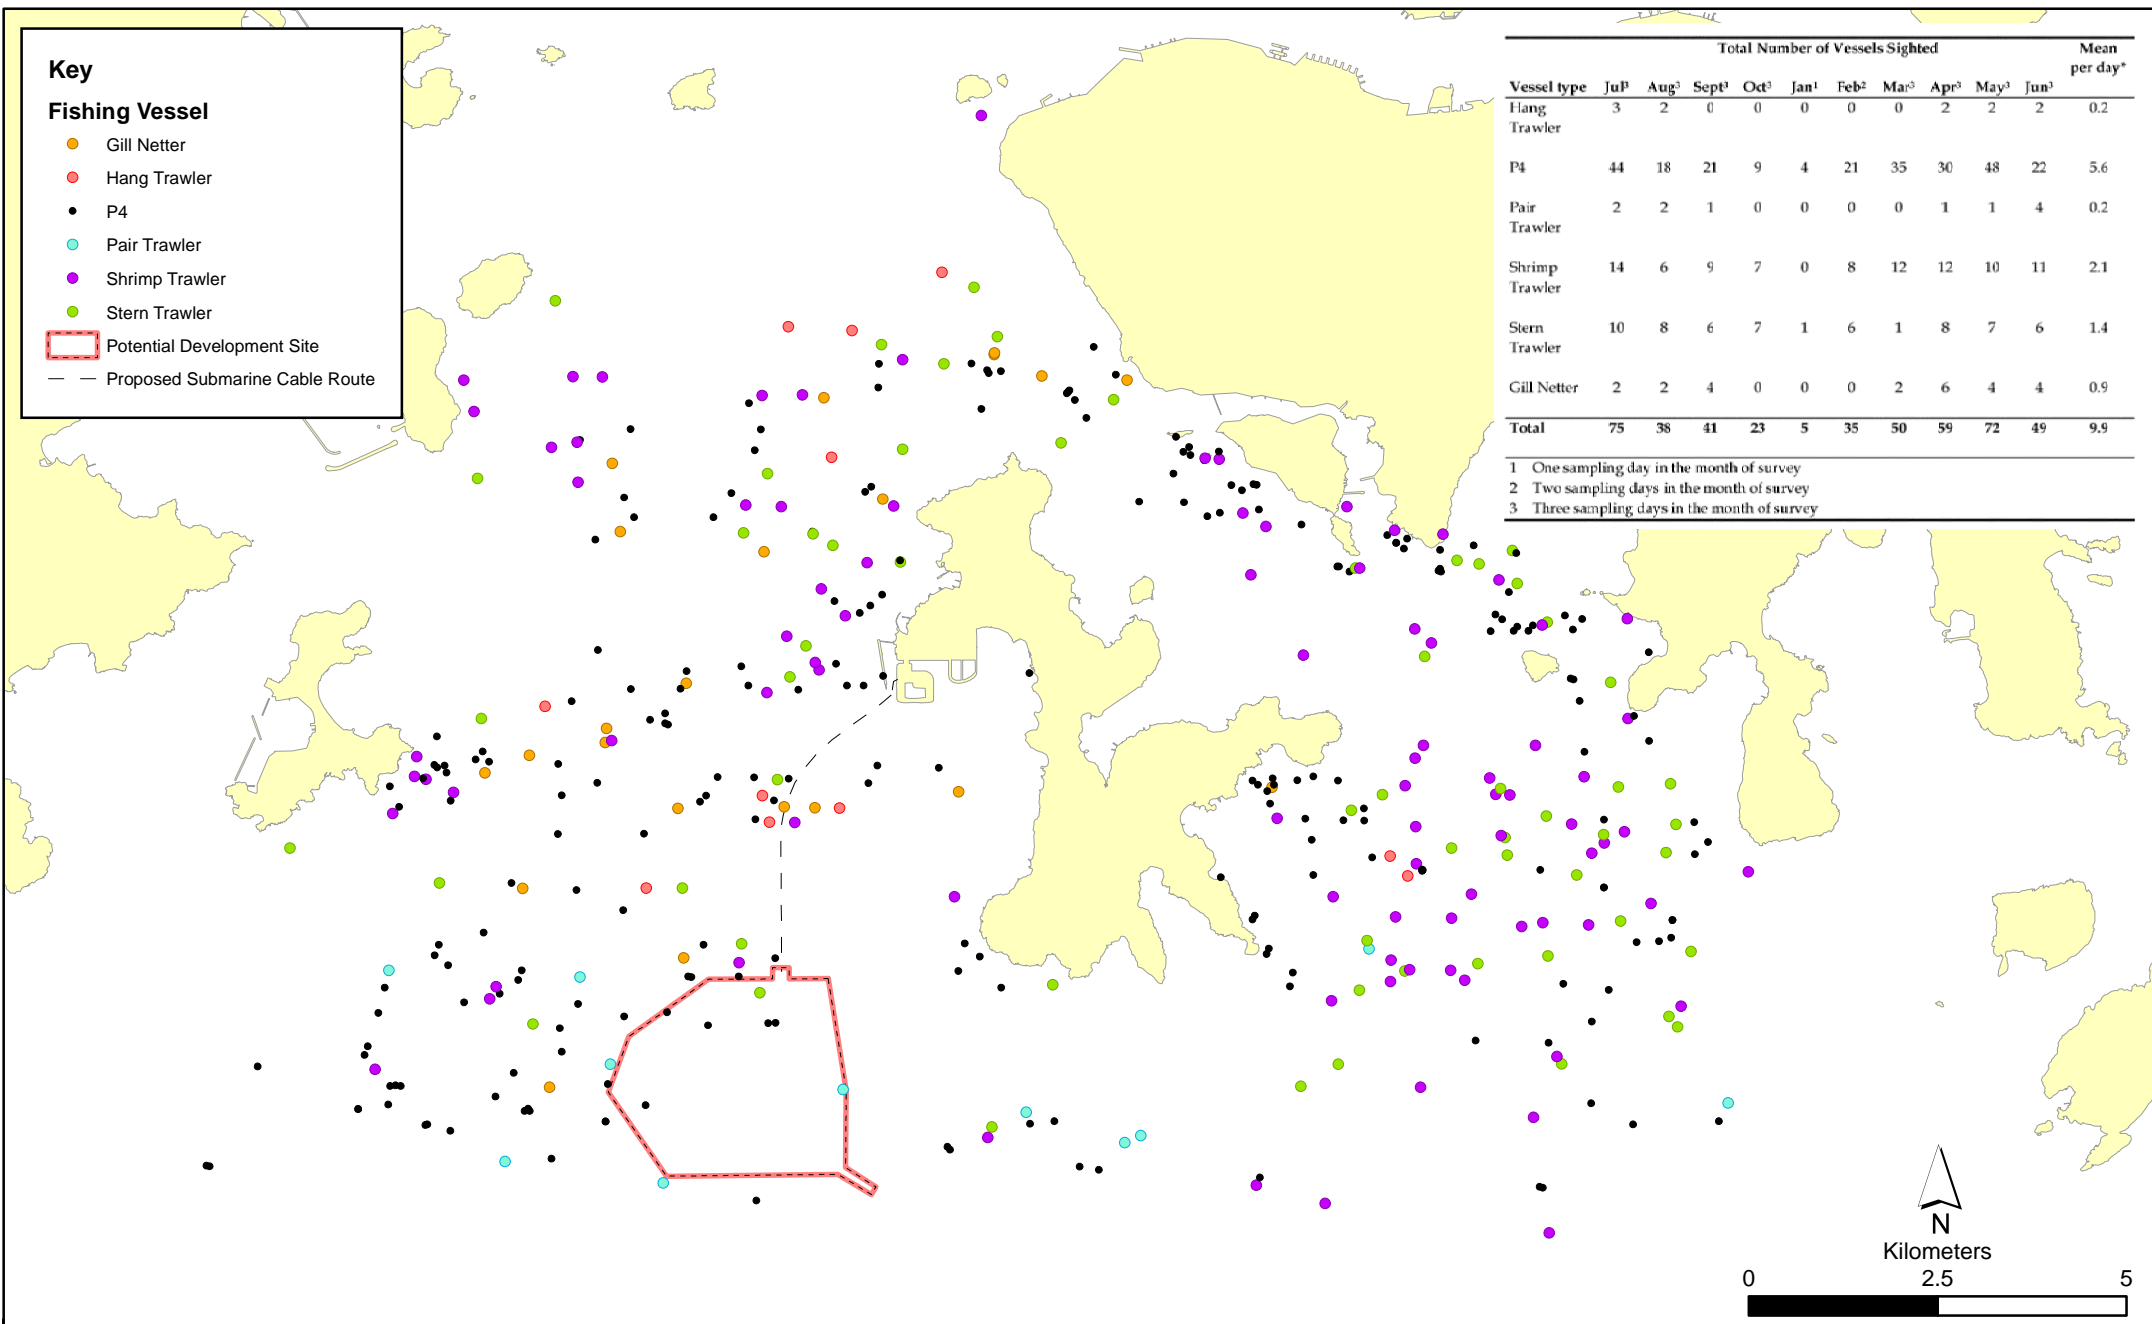 Key
Fishing Vessel
Gill Netter
Hang Trawler
P4
Pair Trawler
Shrimp Trawler
Stern Trawler
Potential Development Site
Proposed Submarine Cable Route
Total Number of Vessels Sighted Mean per day*
Vessel type Jul³ Aug³ Sept³ Oct³ Jan¹ Feb² Mar³ Apr³ May³ Jun³
Hang Trawler 3 2 0 0 0 0 0 2 2 2 0.2
P4 44 18 21 9 4 21 35 30 48 22 5.6
Pair Trawler 2 2 1 0 0 0 0 1 1 4 0.2
Shrimp Trawler 14 6 9 7 0 8 12 12 10 11 2.1
Stern Trawler 10 8 6 7 1 6 1 8 7 6 1.4
Gill Netter 2 2 4 0 0 0 2 6 4 4 0.9
Total 75 38 41 23 5 35 50 59 72 49 9.9
1 One sampling day in the month of survey
2 Two sampling days in the month of survey
3 Three sampling days in the month of survey
N
Kilometers
0 2.5 5